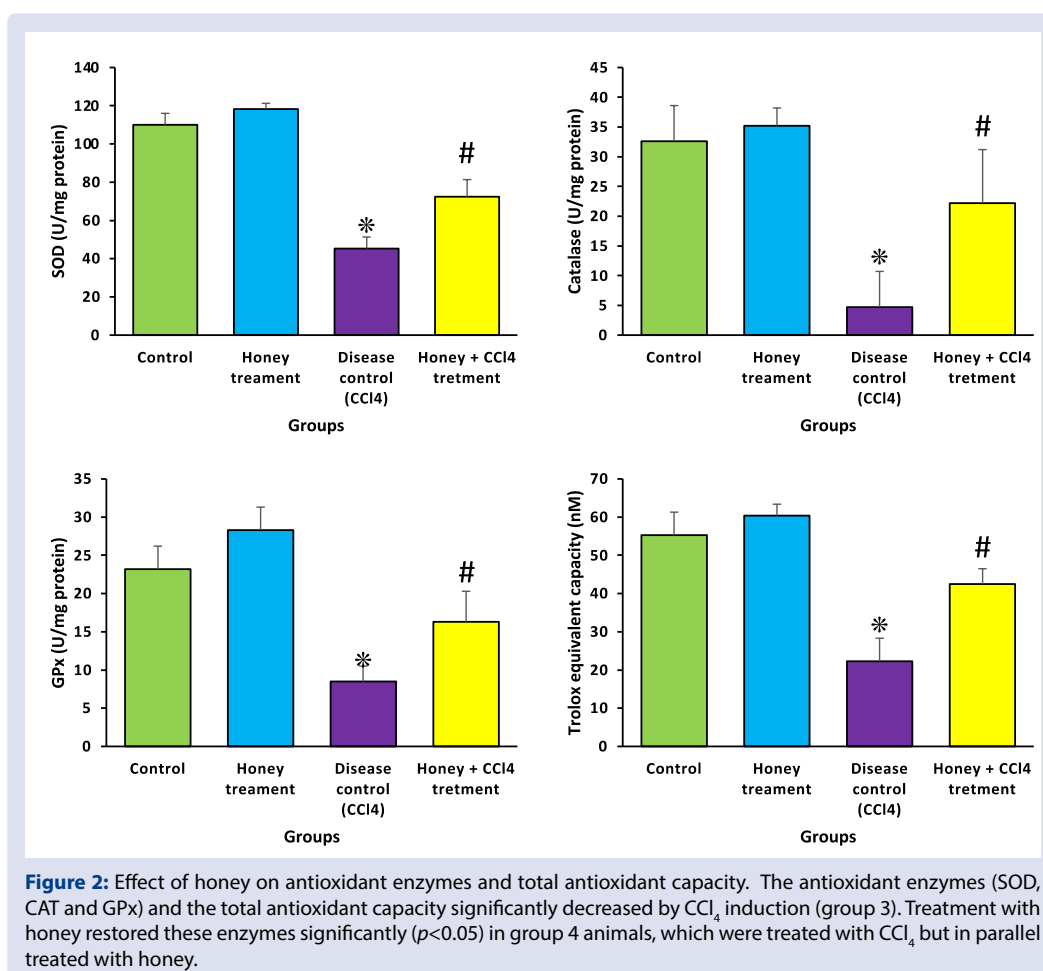 140
120
100
80
60
40
20
0
SOD (U/mg protein)
*
#
Control
Honey
treament
Disease
control
(CCl4)
Honey + CCl4
tretment
Groups
45
40
35
30
25
20
15
10
5
0
Catalase (U/mg protein)
*
#
Control
Honey
treament
Disease
control
(CCl4)
Honey + CCl4
tretment
Groups
35
30
25
20
15
10
5
0
GPx (U/mg protein)
*
#
Control
Honey
treament
Disease
control
(CCl4)
Honey + CCl4
tretment
Groups
70
60
50
40
30
20
10
0
Trolox equivalent capacity (nM)
*
#
Control
Honey
treament
Disease
control
(CCl4)
Honey + CCl4
tretment
Groups
Figure 2: Effect of honey on antioxidant enzymes and total antioxidant capacity. The antioxidant enzymes (SOD,
CAT and GPx) and the total antioxidant capacity significantly decreased by CCl₄ induction (group 3). Treatment with
honey restored these enzymes significantly (p<0.05) in group 4 animals, which were treated with CCl₄ but in parallel
treated with honey.